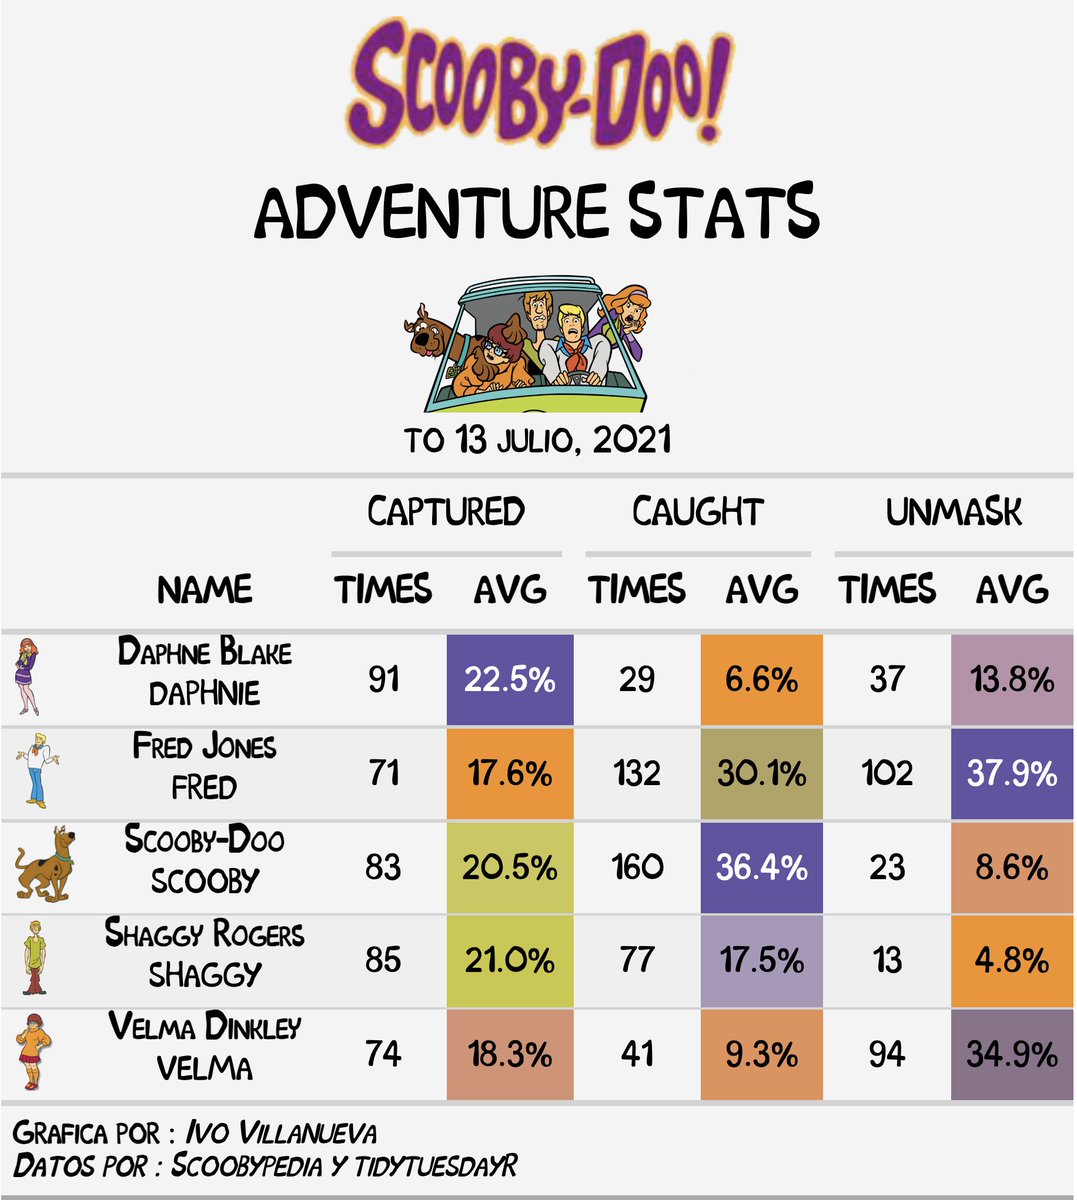 SCOOBY-DOO!
ADVENTURE STATS
TO 13 JULIO, 2021
CAPTURED CAUGHT UNMASK
NAME TIMES AVG TIMES AVG TIMES AVG
DAPHNE BLAKE
DAPHNIE 91 22.5% 29 6.6% 37 13.8%
FRED JONES
FRED 71 17.6% 132 30.1% 102 37.9%
SCOOBY-DOO
SCOOBY 83 20.5% 160 36.4% 23 8.6%
SHAGGY ROGERS
SHAGGY 85 21.0% 77 17.5% 13 4.8%
VELMA DINKLEY
VELMA 74 18.3% 41 9.3% 94 34.9%
GRAFICA POR : IVO VILLANUEVA
DATOS POR : SCOOBYPEDIA Y TIDYTUESDAYR